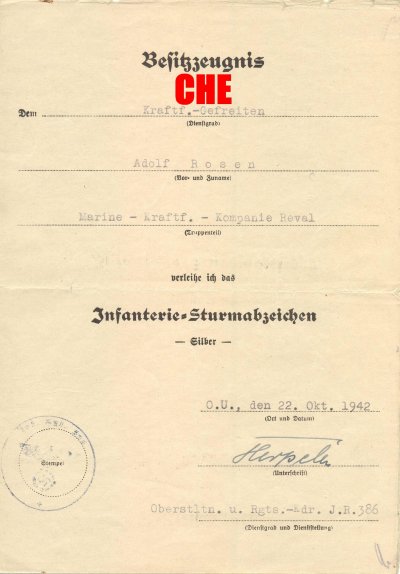 Besitzzeugnis
CHE
Dem Kraftf.-Gefreiten
(Dienstgrad)
Adolf Rosen
(Vor- und Zuname)
Marine - Kraftf. - Kompanie Reval
(Truppenteil)
verleihe ich das
Infanterie-Sturmabzeichen
— Silber —
O.U., den 22. Okt. 1942
(Ort und Datum)
(Unterschrift)
Stempel
Oberstltn. u. Rgts.-Kdr. J.R.386
(Dienstgrad und Dienststellung)